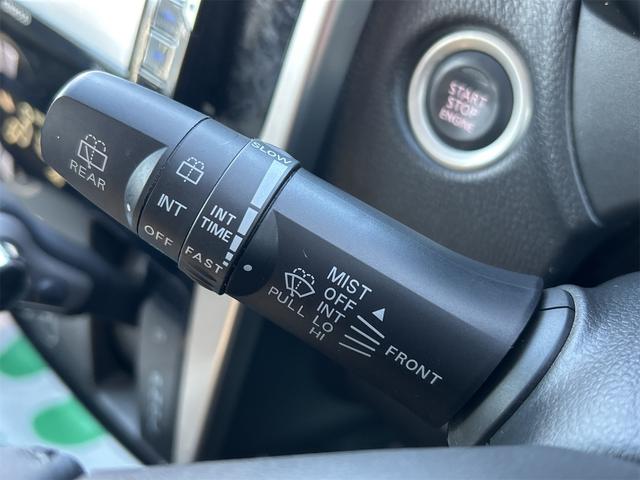 START
STOP
ENGINE
REAR
INT
OFF
SLOW
INT
TIME
FAST
MIST
OFF
INT
PULL LO
HI
FRONT